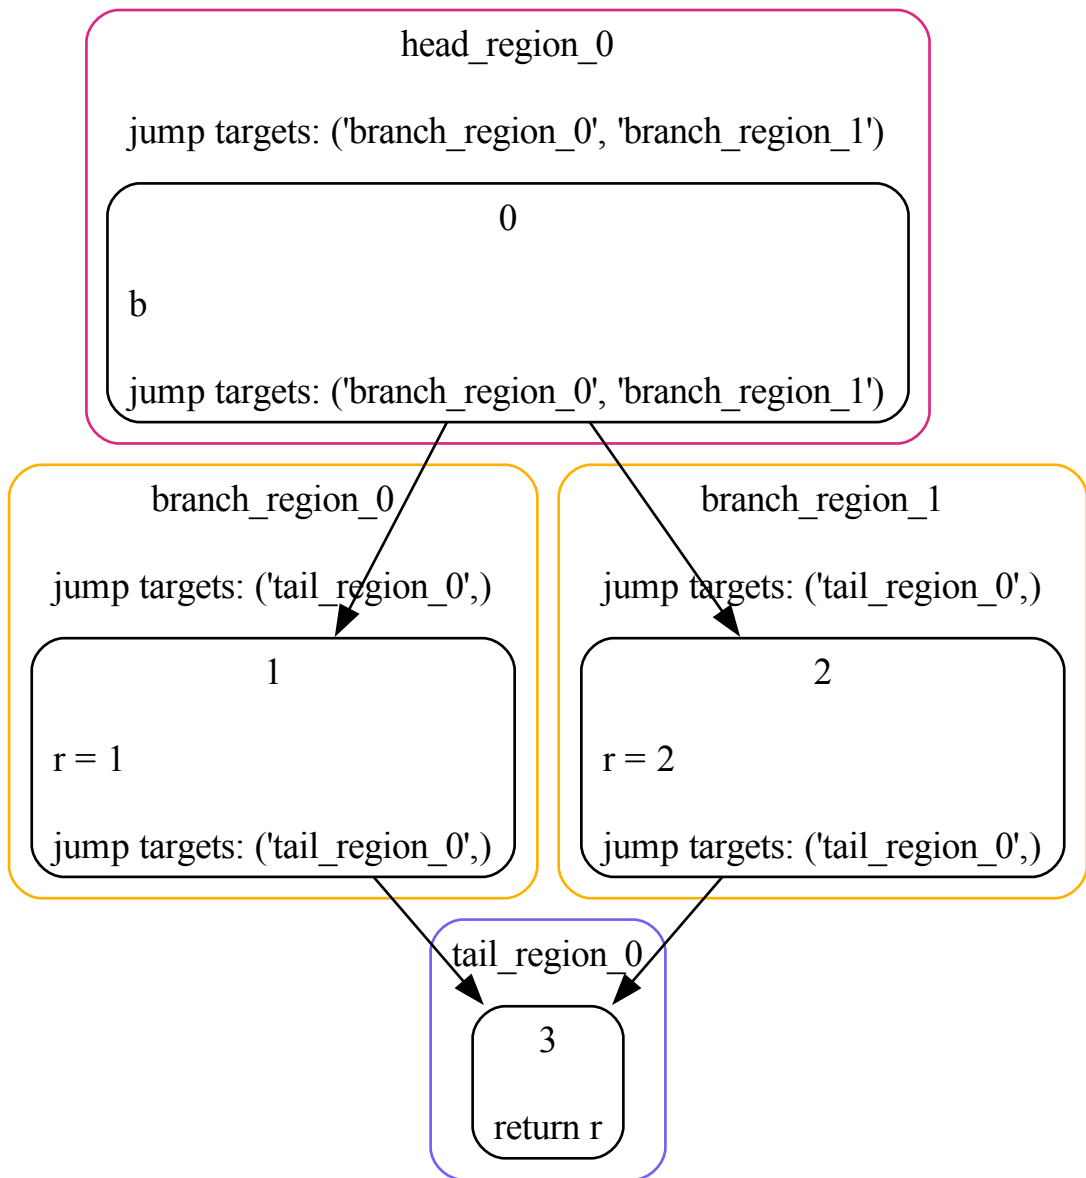 head_region_0
jump targets: ('branch_region_0', 'branch_region_1')
0
b
jump targets: ('branch_region_0', 'branch_region_1')
branch_region_0
jump targets: ('tail_region_0',)
1
r = 1
jump targets: ('tail_region_0',)
branch_region_1
jump targets: ('tail_region_0',)
2
r = 2
jump targets: ('tail_region_0',)
tail_region_0
3
return r